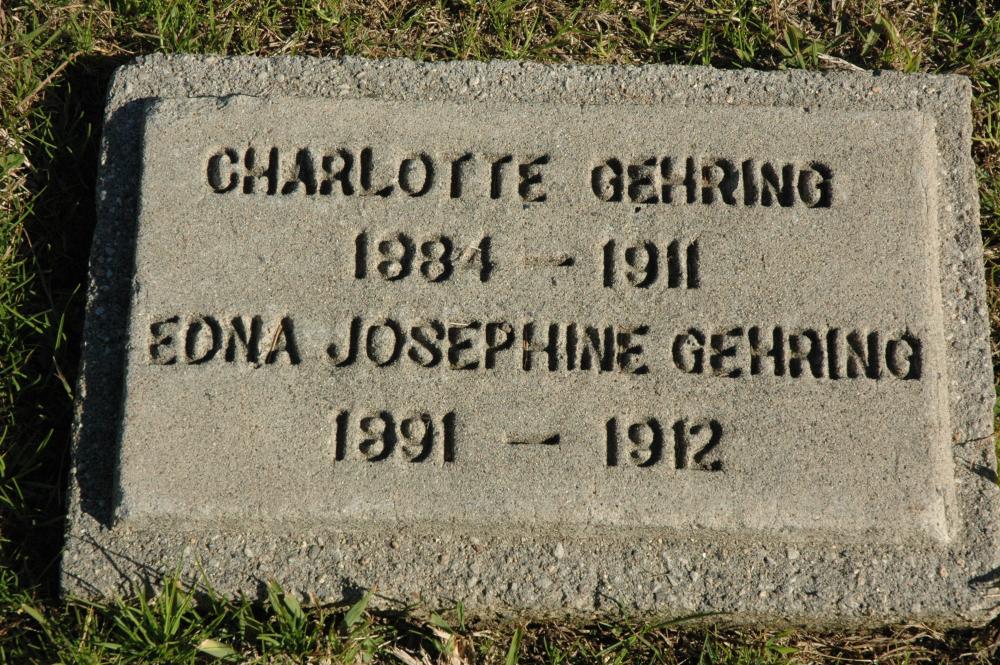 CHARLOTTE GEHRING
1884 - 1911
EDNA JOSEPHINE GEHRING
1891 - 1912